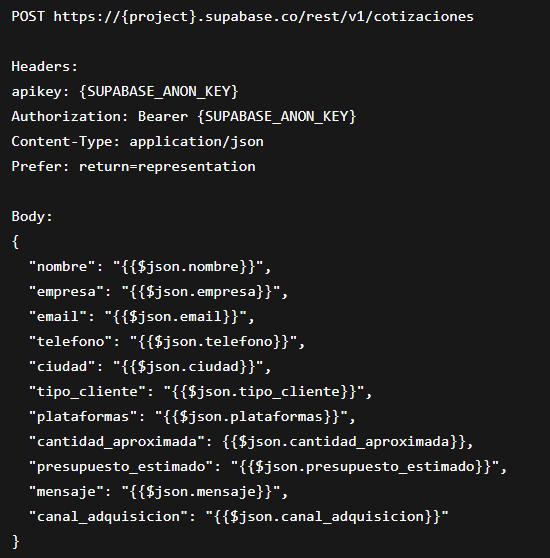 POST https://{project}.supabase.co/rest/v1/cotizaciones
Headers:
apikey: {SUPABASE_ANON_KEY}
Authorization: Bearer {SUPABASE_ANON_KEY}
Content-Type: application/json
Prefer: return=representation
Body:
{
  "nombre": "{{$json.nombre}}",
  "empresa": "{{$json.empresa}}",
  "email": "{{$json.email}}",
  "telefono": "{{$json.telefono}}",
  "ciudad": "{{$json.ciudad}}",
  "tipo_cliente": "{{$json.tipo_cliente}}",
  "plataformas": "{{$json.plataformas}}",
  "cantidad_aproximada": {{$json.cantidad_aproximada}},
  "presupuesto_estimado": "{{$json.presupuesto_estimado}}",
  "mensaje": "{{$json.mensaje}}",
  "canal_adquisicion": "{{$json.canal_adquisicion}}"
}